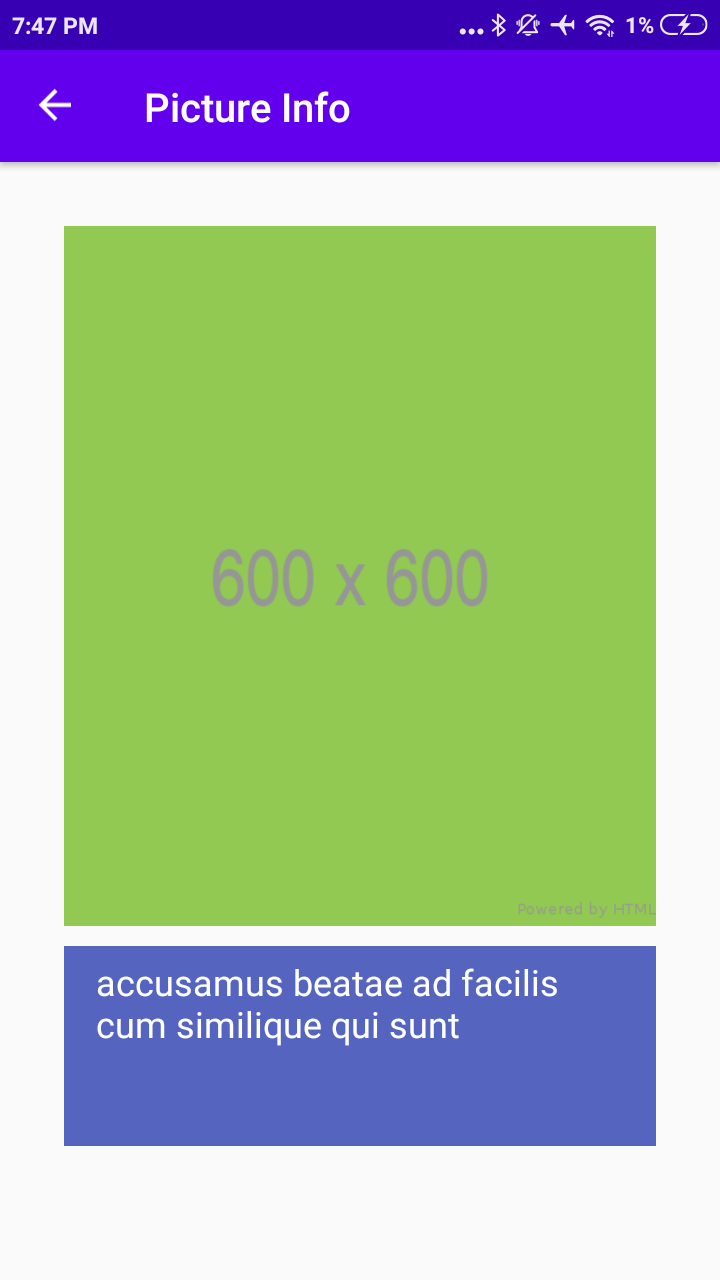 7:47 PM
1%
Picture Info
600 x 600
Powered by HTML
accusamus beatae ad facilis
cum similique qui sunt